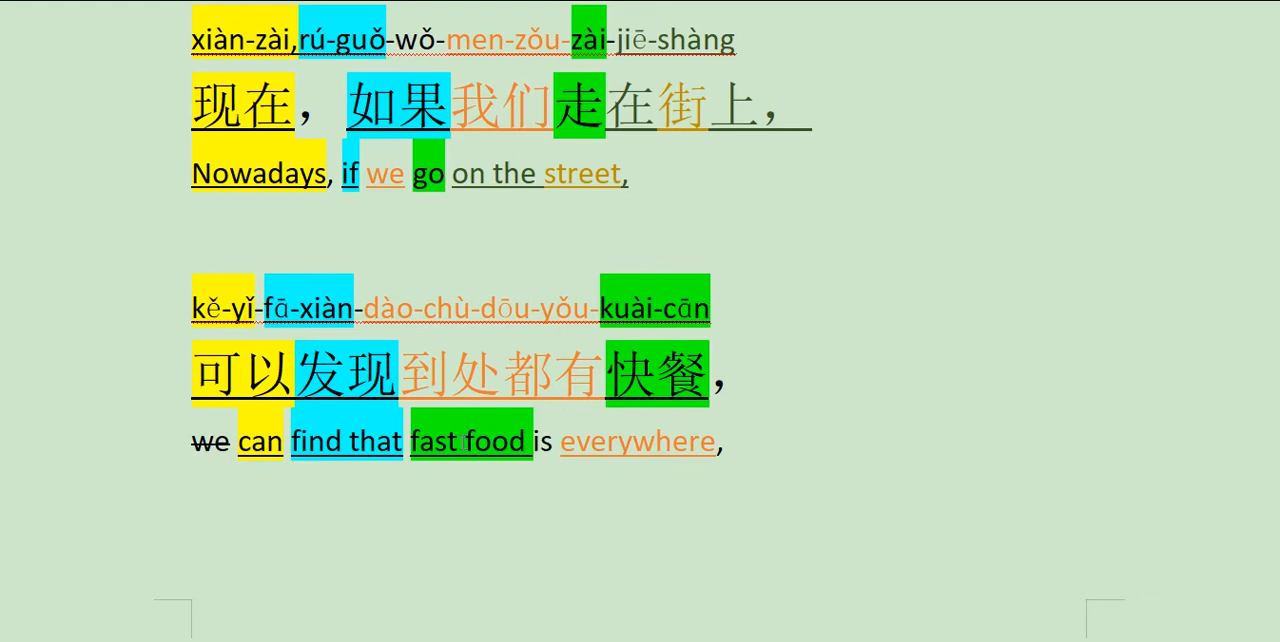 xiàn-zài,rú-guǒ-wǒ-men-zǒu-zài-jiē-shàng
现在，如果我们走在街上，
Nowadays, if we go on the street,
kě-yǐ-fā-xiàn-dào-chù-dōu-yǒu-kuài-cān
可以发现到处都有快餐，
we can find that fast food is everywhere,